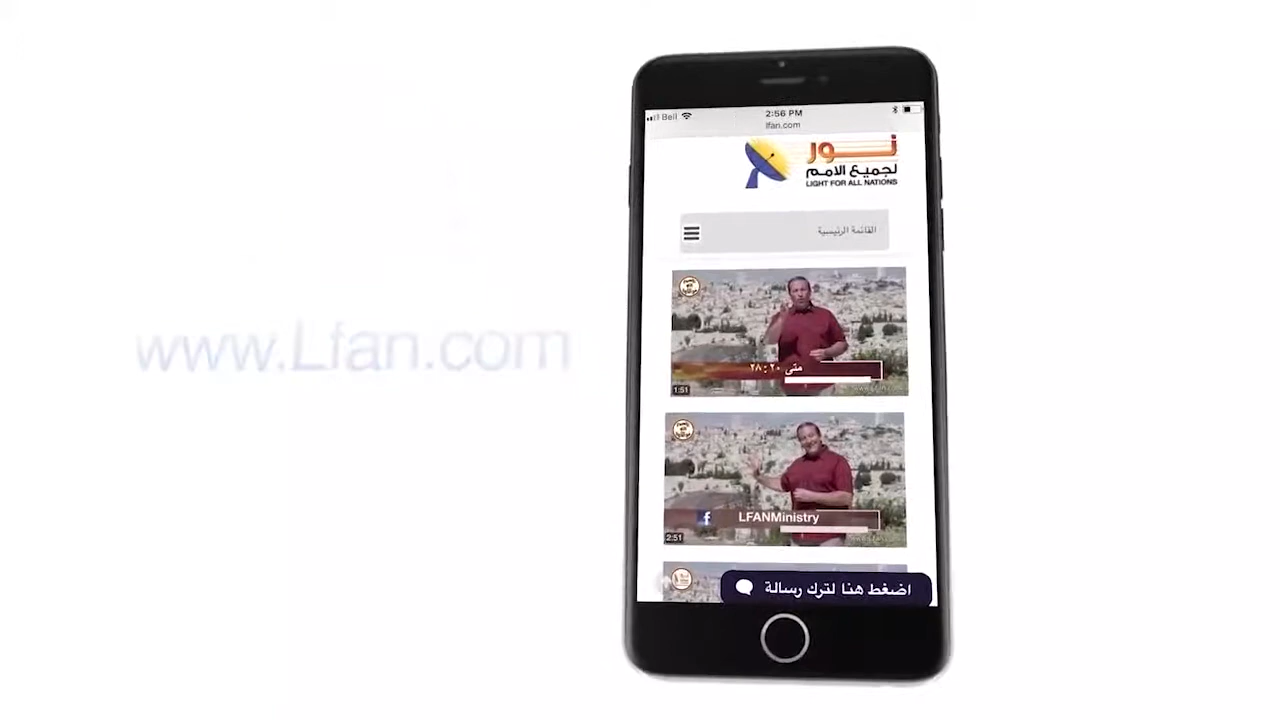 www.Lfan.com
Bell
2:56 PM
lfan.com
نور
لجميع الامم
LIGHT FOR ALL NATIONS
القائمة الرئيسية
متى ٢٨:٢٠
1:51
LFANMinistry
2:51
اضغط هنا لترك رسالة